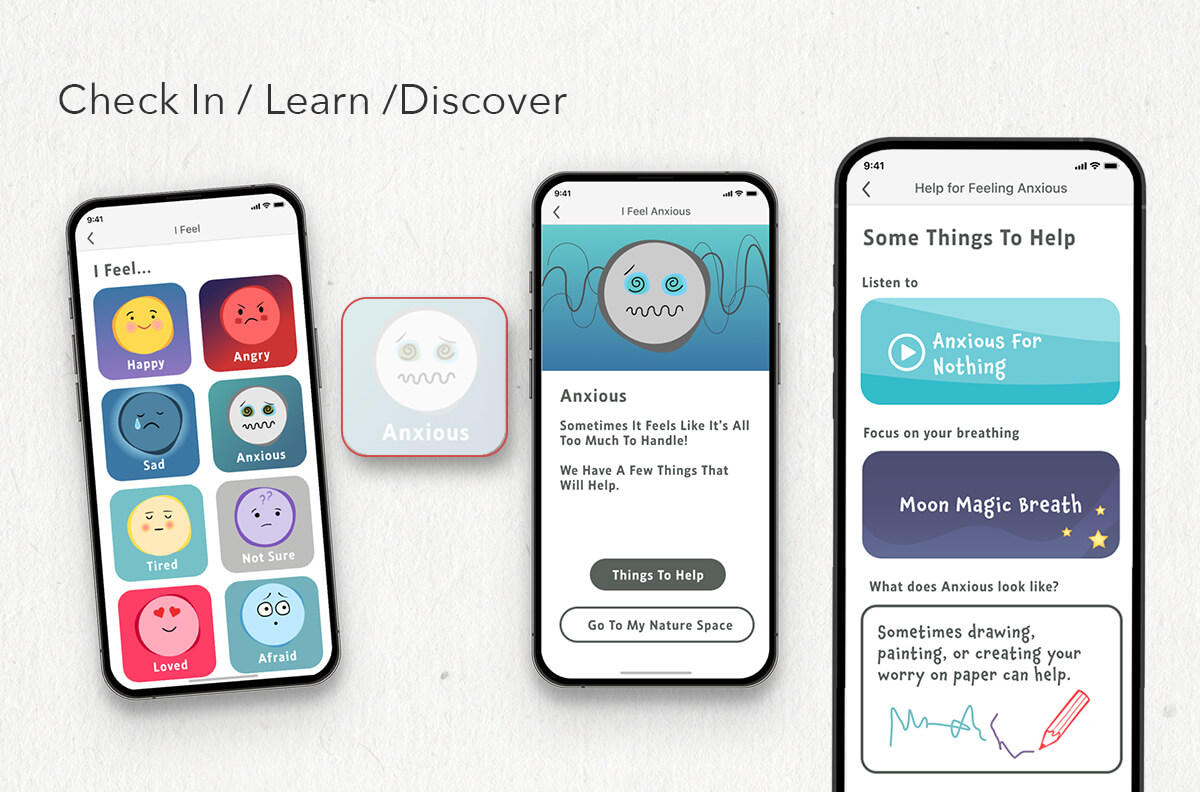 Check In / Learn /Discover
9:41
I Feel
I Feel...
Happy
Angry
Sad
Anxious
Tired
??
Not Sure
Loved
Afraid
Anxious
9:41
I Feel Anxious
Anxious
Sometimes It Feels Like It's All
Too Much To Handle!
We Have A Few Things That
Will Help.
Things To Help
Go To My Nature Space
9:41
Help for Feeling Anxious
Some Things To Help
Listen to
Anxious For
Nothing
Focus on your breathing
Moon Magic Breath
What does Anxious look like?
Sometimes drawing,
painting, or creating your
worry on paper can help.